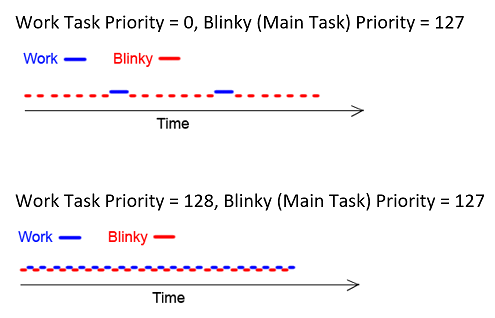 Work Task Priority = 0, Blinky (Main Task) Priority = 127
Work Blinky
Time
Work Task Priority = 128, Blinky (Main Task) Priority = 127
Work Blinky
Time